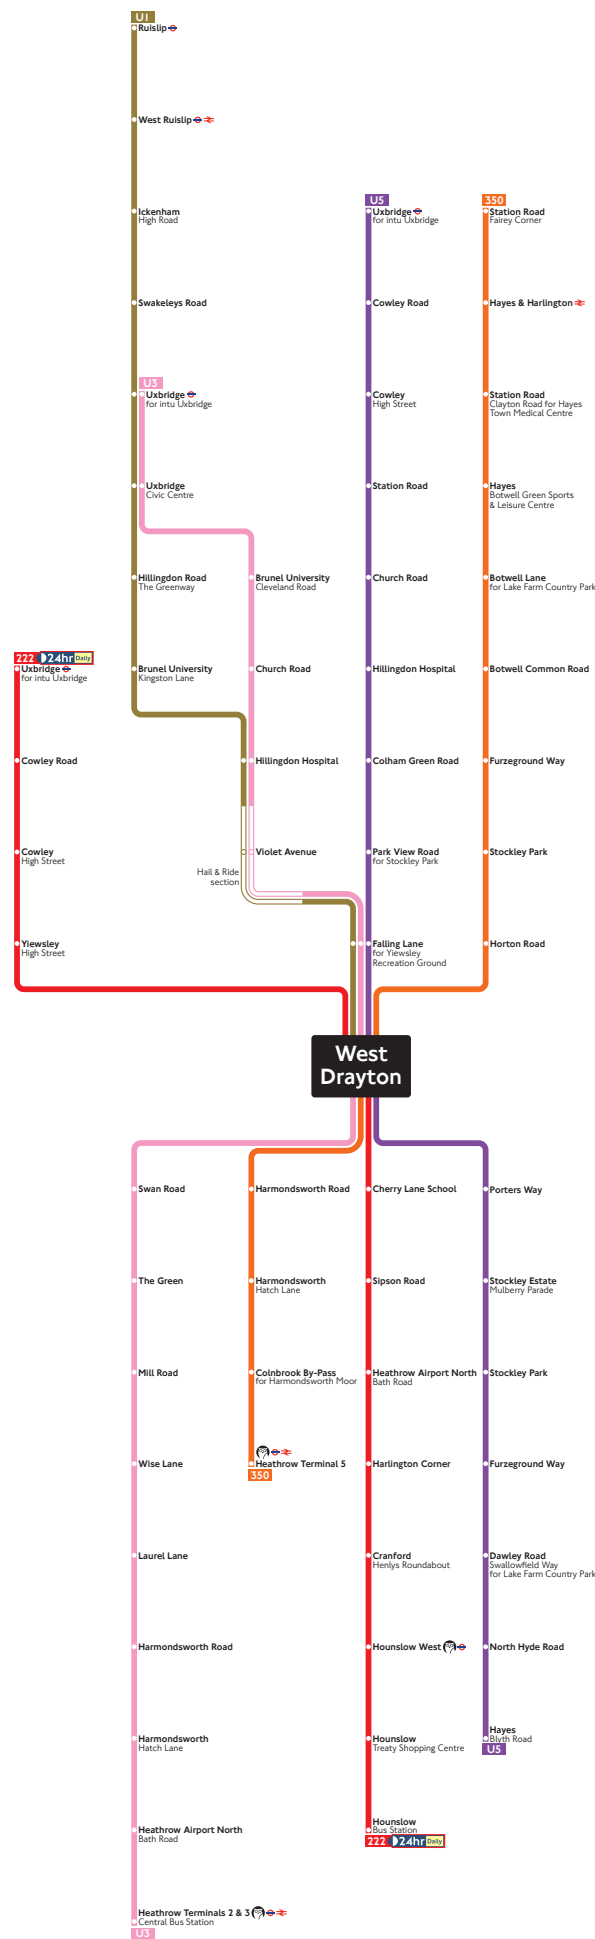 U1
Ruislip
West Ruislip
Ickenham
High Road
Swakeleys Road
U3
Uxbridge
for intu Uxbridge
Uxbridge
Civic Centre
Hillingdon Road
The Greenway
Brunel University
Cleveland Road
Brunel University
Kingston Lane
Church Road
Hillingdon Hospital
Violet Avenue
Hail & Ride
section
U5
Uxbridge
for intu Uxbridge
Cowley Road
Cowley
High Street
Station Road
Church Road
Hillingdon Hospital
Colham Green Road
Park View Road
for Stockley Park
Falling Lane
for Yiewsley
Recreation Ground
350
Station Road
Fairey Corner
Hayes & Harlington
Station Road
Clayton Road for Hayes
Town Medical Centre
Hayes
Botwell Green Sports
& Leisure Centre
Botwell Lane
for Lake Farm Country Park
Botwell Common Road
Furzeground Way
Stockley Park
Horton Road
222 24hr Daily
Uxbridge
for intu Uxbridge
Cowley Road
Cowley
High Street
Yiewsley
High Street
West
Drayton
Swan Road
The Green
Mill Road
Wise Lane
Laurel Lane
Harmondsworth Road
Harmondsworth
Hatch Lane
Heathrow Airport North
Bath Road
Heathrow Terminals 2 & 3
Central Bus Station
U3
Harmondsworth Road
Harmondsworth
Hatch Lane
Colnbrook By-Pass
for Harmondsworth Moor
Heathrow Terminal 5
350
Cherry Lane School
Sipson Road
Heathrow Airport North
Bath Road
Harlington Corner
Cranford
Henlys Roundabout
Hounslow West
Hounslow
Treaty Shopping Centre
Hounslow
Bus Station
222 24hr Daily
Porters Way
Stockley Estate
Mulberry Parade
Stockley Park
Furzeground Way
Dawley Road
Swallowfield Way
for Lake Farm Country Park
North Hyde Road
Hayes
Blyth Road
U5